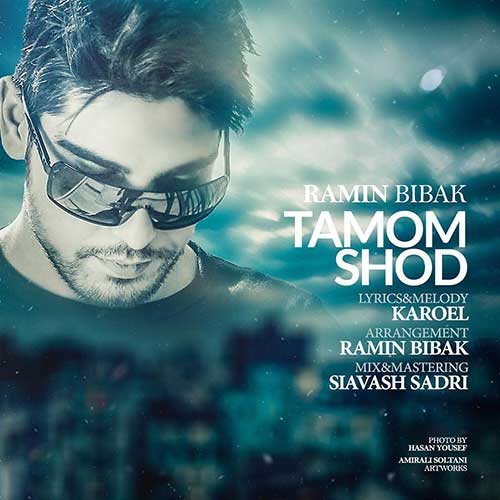 RAMIN BIBAK
TAMOM
SHOD
LYRICS&MELODY
KAROEL
ARRANGEMENT
RAMIN BIBAK
MIX&MASTERING
SIAVASH SADRI
PHOTO BY
HASAN YOUSEF
AMIRALI SOLTANI
ARTWORKS